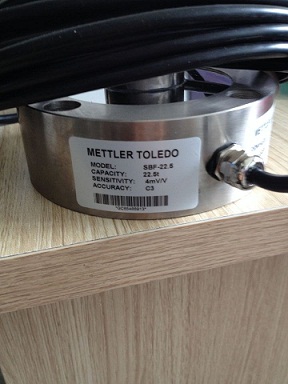 METTLER TOLEDO
MODEL: SBF-22.5
CAPACITY: 22.5t
SENSITIVITY: 4mV/V
ACCURACY: C3